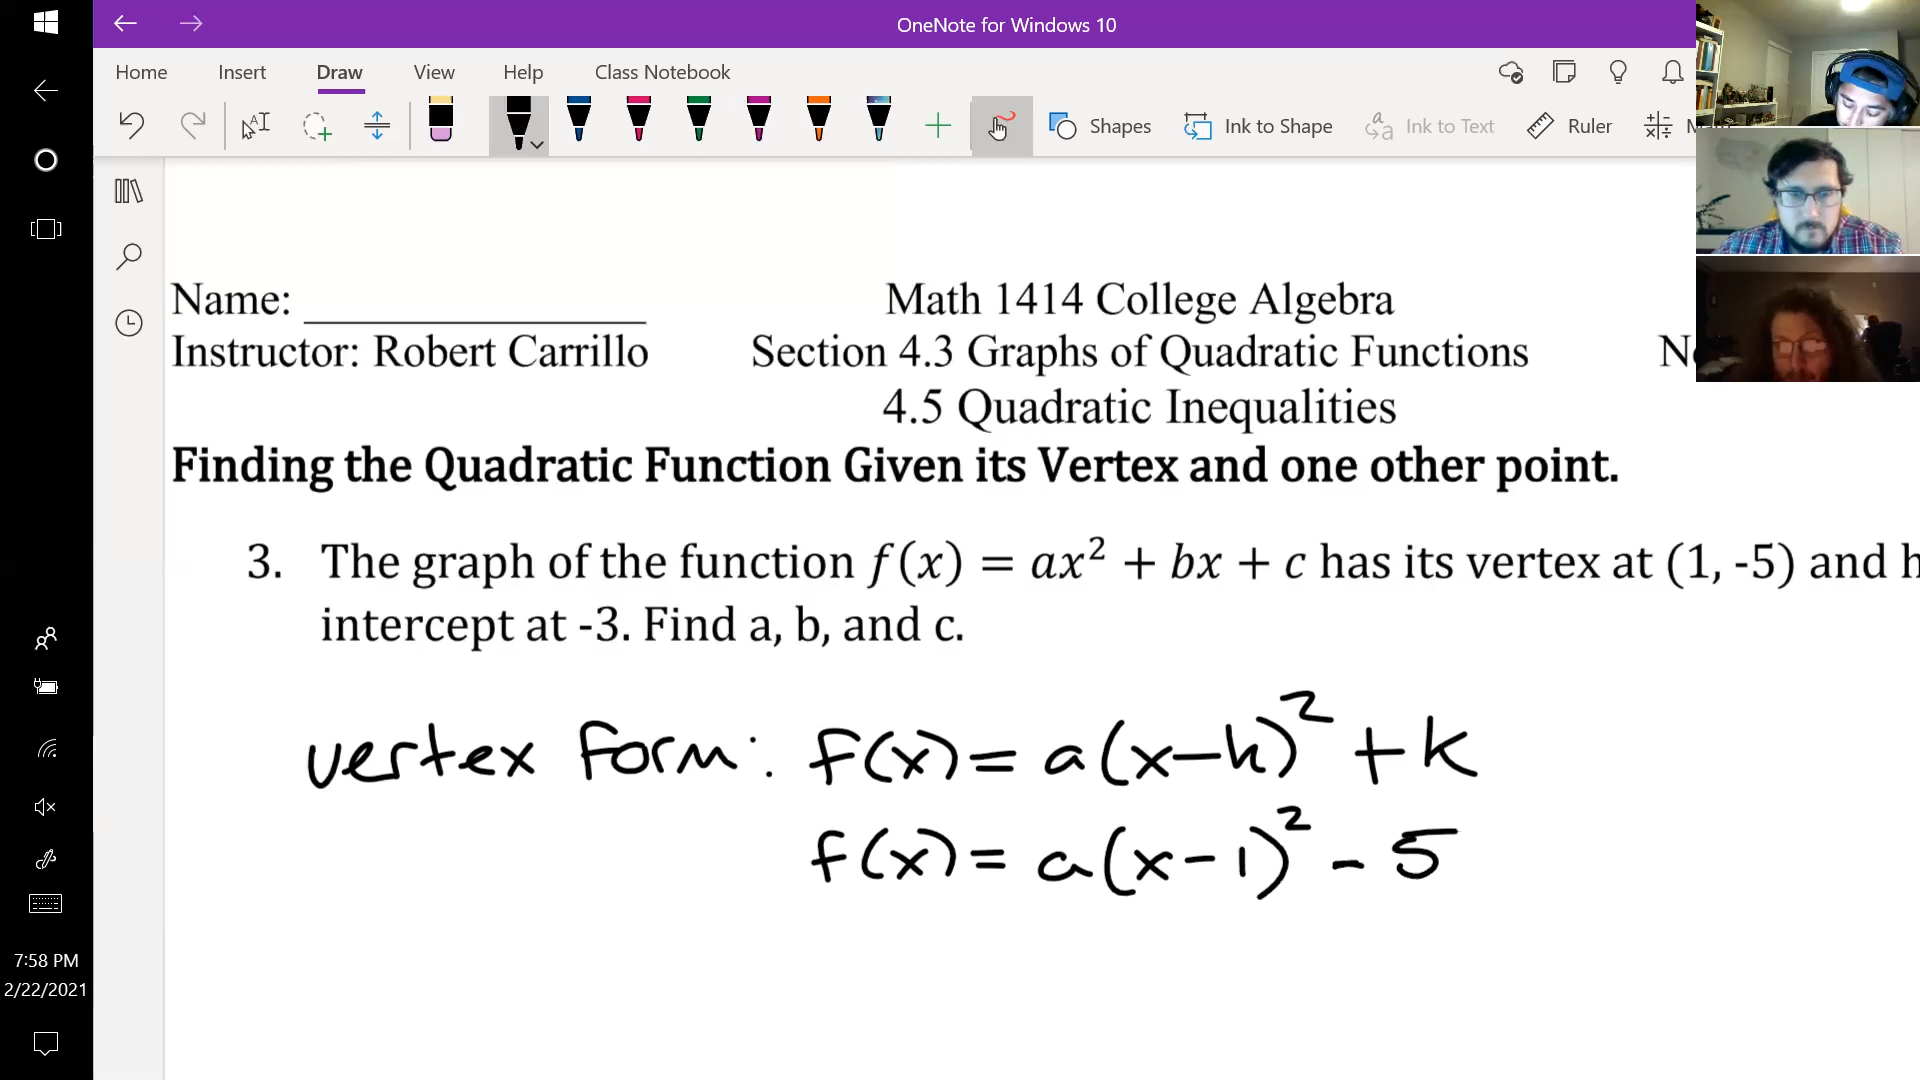 OneNote for Windows 10
Home Insert Draw View Help Class Notebook
Shapes Ink to Shape Ink to Text Ruler
Name: ____________
Math 1414 College Algebra
Instructor: Robert Carrillo
Section 4.3 Graphs of Quadratic Functions
4.5 Quadratic Inequalities
Finding the Quadratic Function Given its Vertex and one other point.
3. The graph of the function f(x) = ax² + bx + c has its vertex at (1, -5) and
intercept at -3. Find a, b, and c.
vertex form: f(x) = a(x-h)² + k
f(x) = a(x-1)² - 5
7:58 PM
2/22/2021